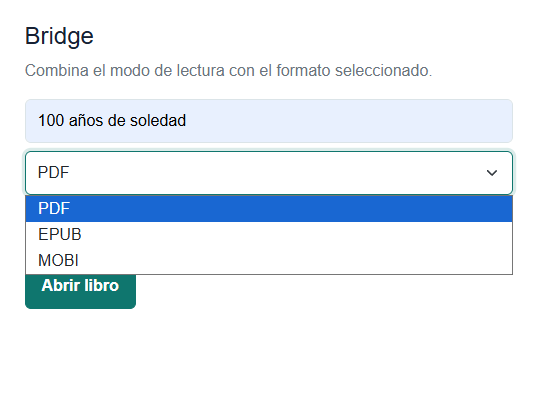 Bridge
Combina el modo de lectura con el formato seleccionado.
100 años de soledad
PDF
PDF
EPUB
MOBI
Abrir libro